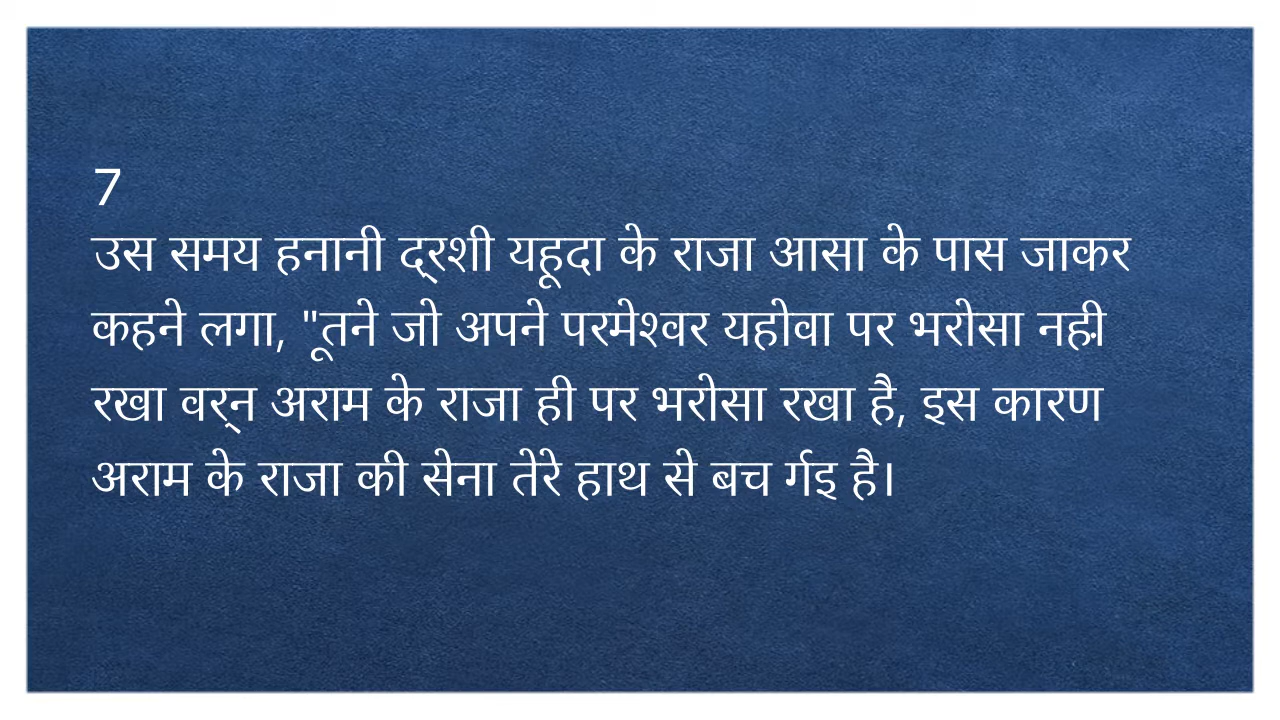 7
उस समय हनानी द्रशी यहूदा के राजा आसा के पास जाकर
कहने लगा, "तूने जो अपने परमेश्वर यहोवा पर भरोसा नहीं
रखा वर्न अराम के राजा ही पर भरोसा रखा है, इस कारण
अराम के राजा की सेना तेरे हाथ से बच र्गइ है।